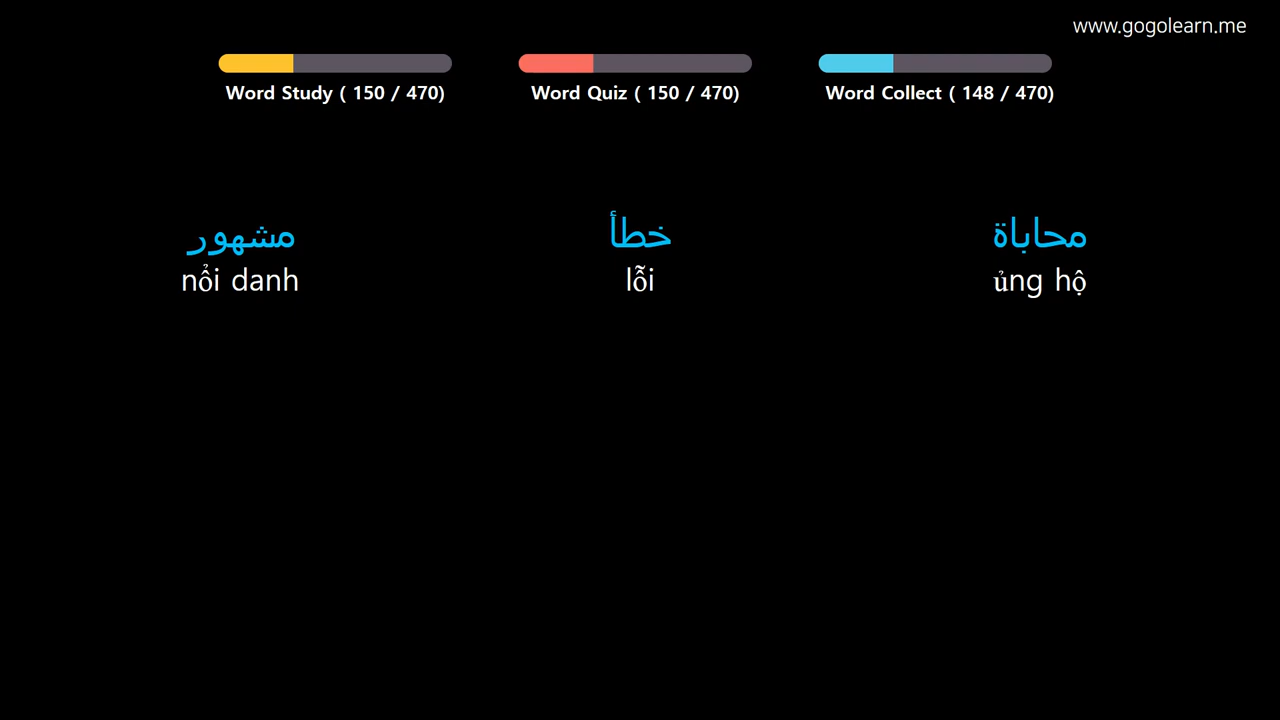 www.gogolearn.me
Word Study ( 150 / 470)
Word Quiz ( 150 / 470)
Word Collect ( 148 / 470)
مشهور
nổi danh
خطأ
lỗi
محاباة
ủng hộ